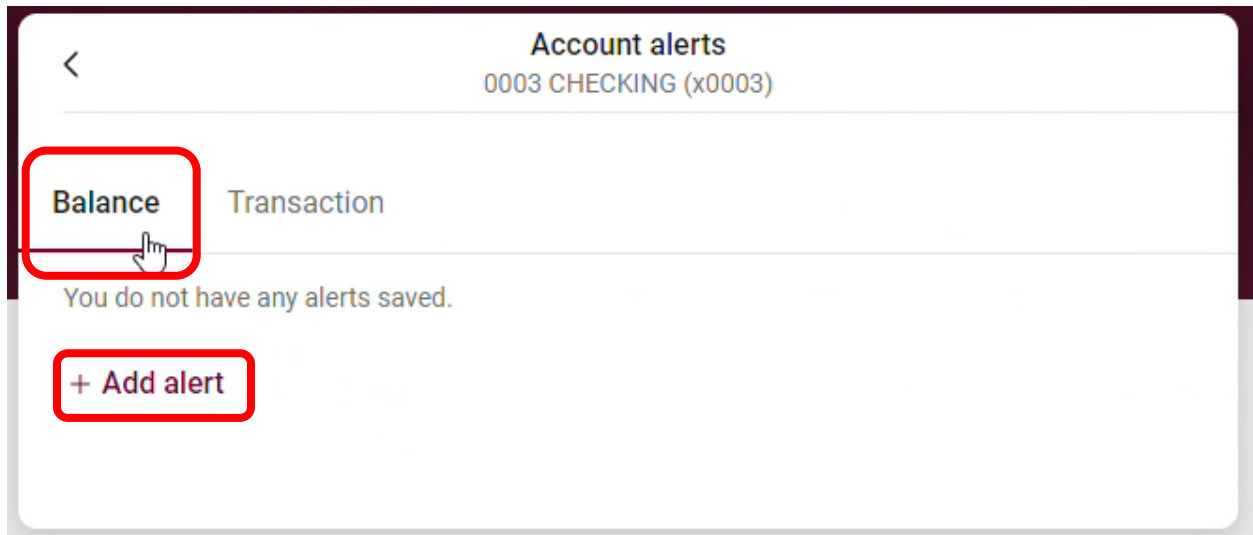 Account alerts
0003 CHECKING (x0003)
Balance Transaction
You do not have any alerts saved.
+ Add alert